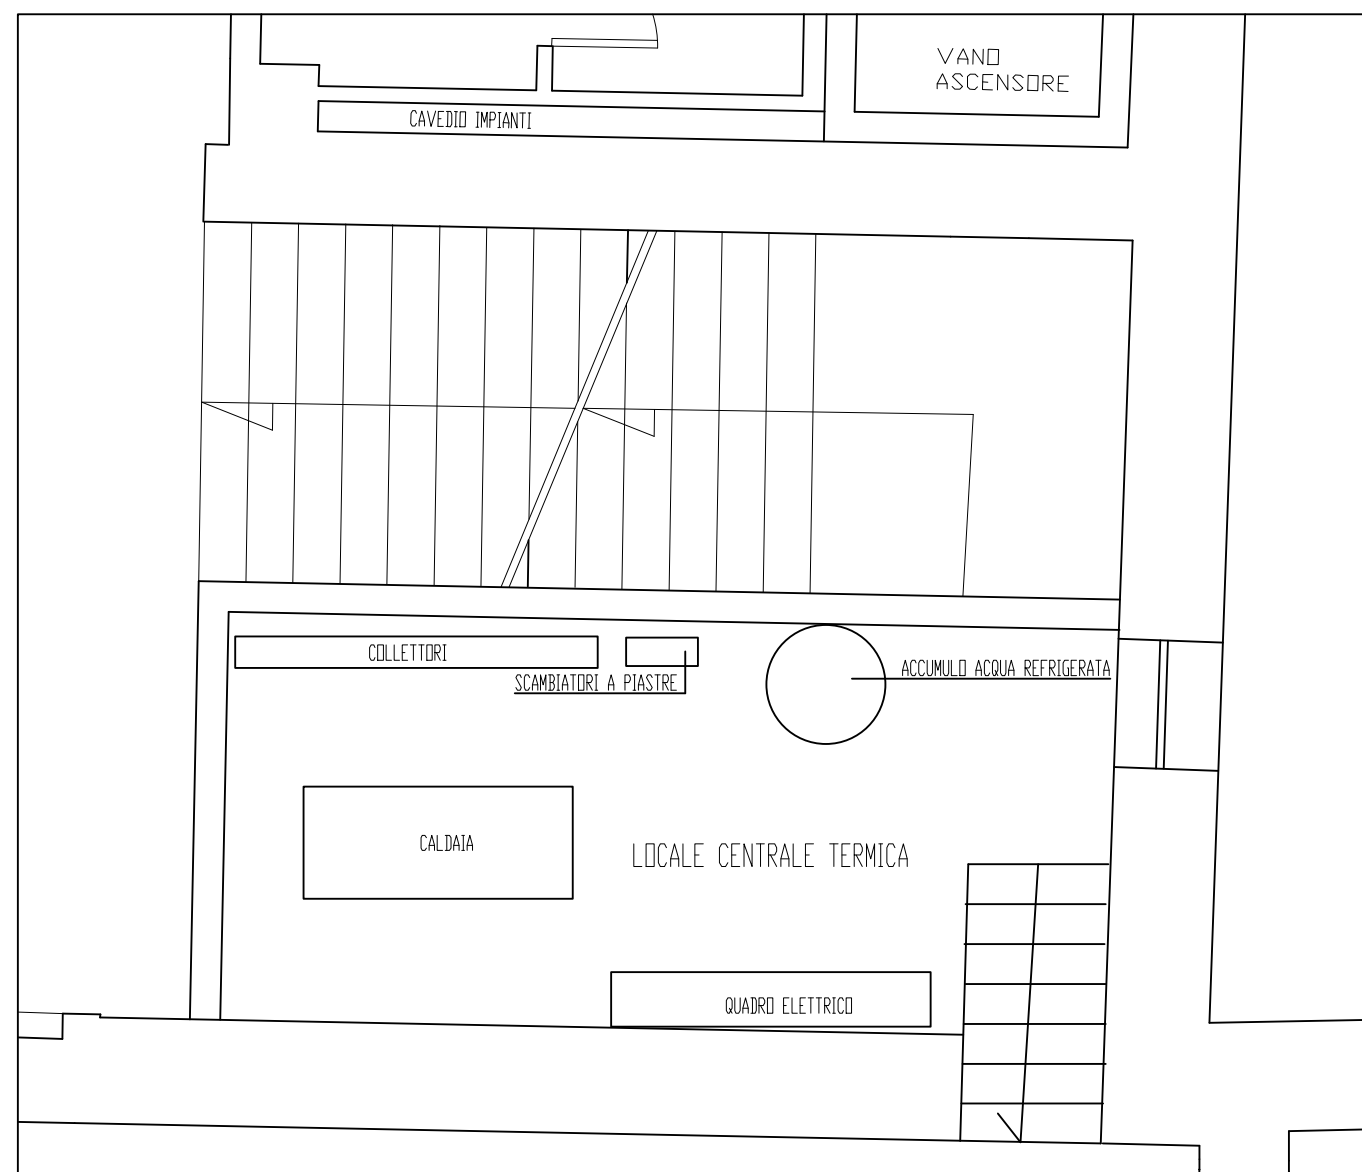 VANO
ASCENSORE
CAVEDIO IMPIANTI
COLLETTORI
SCAMBIATORI A PIASTRE
ACCUMULO ACQUA REFRIGERATA
CALDAIA
LOCALE CENTRALE TERMICA
QUADRO ELETTRICO